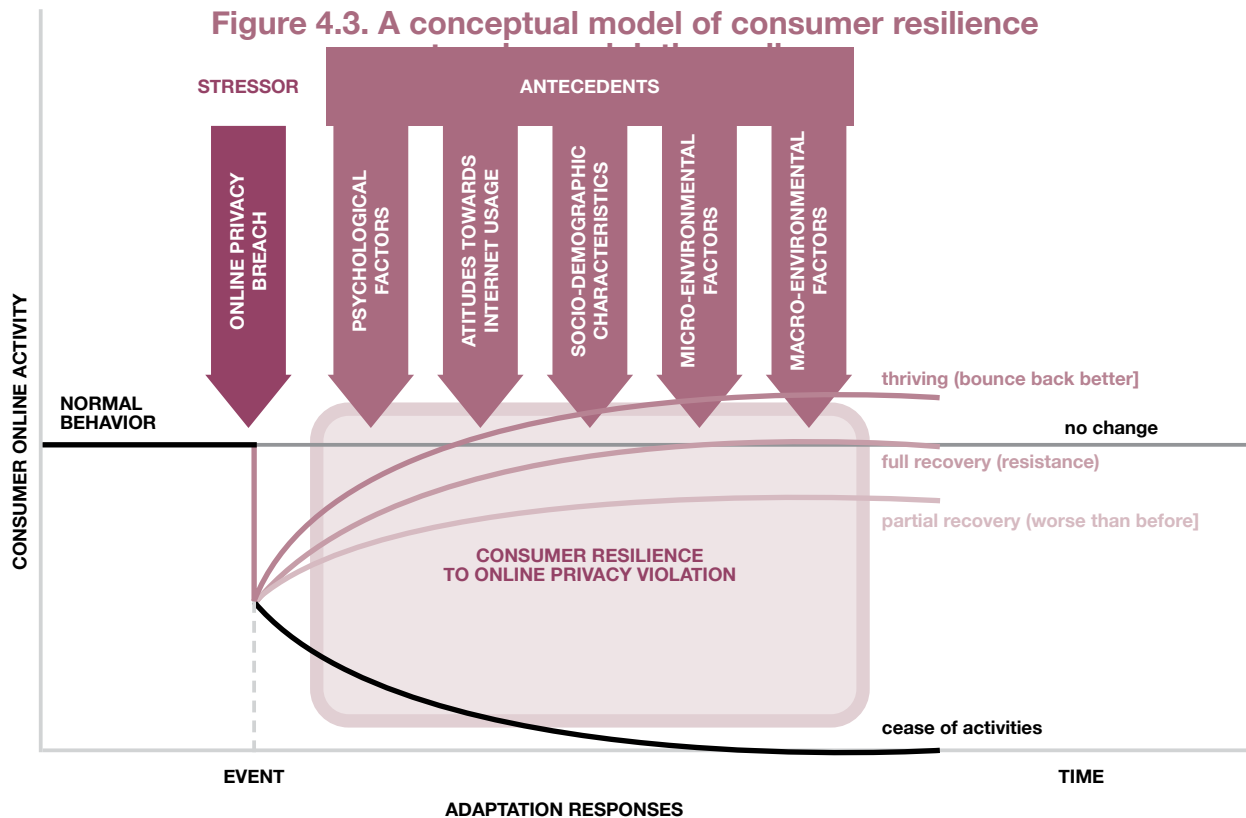 Figure 4.3. A conceptual model of consumer resilience
STRESSOR
ANTECEDENTS
ONLINE PRIVACY
BREACH
PSYCHOLOGICAL
FACTORS
ATITUDES TOWARDS
INTERNET USAGE
SOCIO-DEMOGRAPHIC
CHARACTERISTICS
MICRO-ENVIRONMENTAL
FACTORS
MACRO-ENVIRONMENTAL
FACTORS
CONSUMER ONLINE ACTIVITY
NORMAL
BEHAVIOR
thriving (bounce back better]
no change
full recovery (resistance)
partial recovery (worse than before]
CONSUMER RESILIENCE
TO ONLINE PRIVACY VIOLATION
cease of activities
EVENT
TIME
ADAPTATION RESPONSES